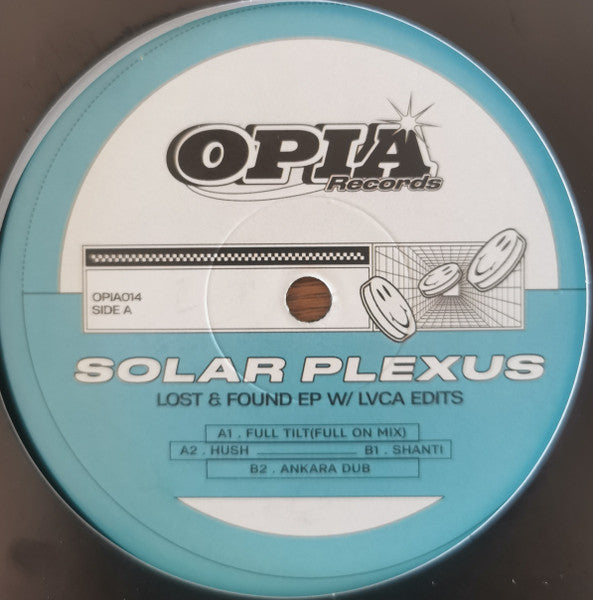 OPIA
Records
OPIA014
SIDE A
SOLAR PLEXUS
LOST & FOUND EP W/ LVCA EDITS
A1 . FULL TILT(FULL ON MIX)
A2 . HUSH B1 . SHANTI
B2 . ANKARA DUB